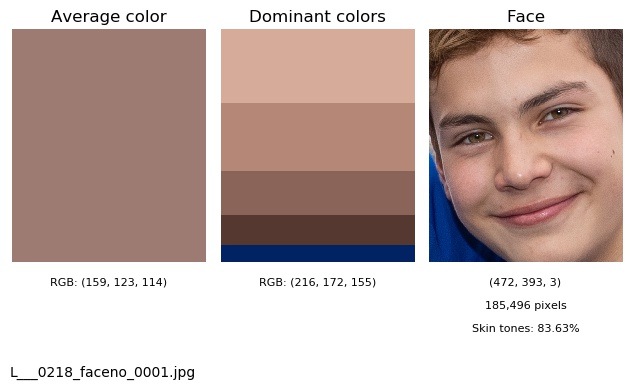 Average color
Dominant colors
Face
RGB: (159, 123, 114)
RGB: (216, 172, 155)
(472, 393, 3)
185,496 pixels
Skin tones: 83.63%
L___0218_faceno_0001.jpg